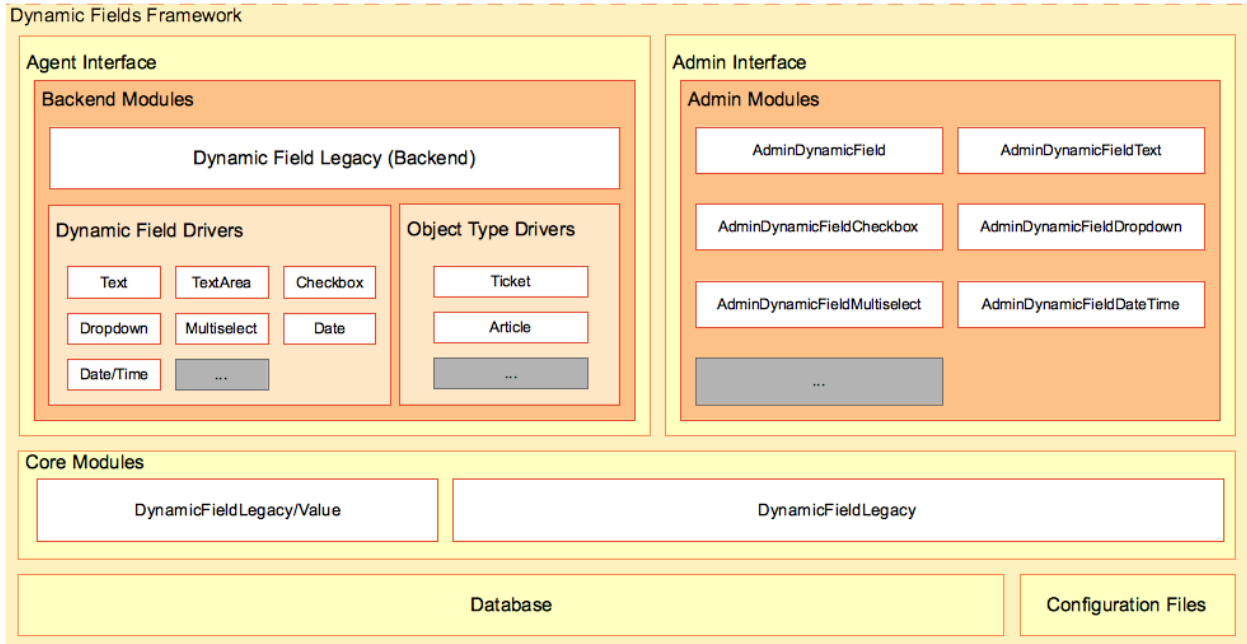 Dynamic Fields Framework
Agent Interface
Backend Modules
Dynamic Field Legacy (Backend)
Dynamic Field Drivers
Text
TextArea
Checkbox
Dropdown
Multiselect
Date
Date/Time
...
Object Type Drivers
Ticket
Article
...
Admin Interface
Admin Modules
AdminDynamicField
AdminDynamicFieldText
AdminDynamicFieldCheckbox
AdminDynamicFieldDropdown
AdminDynamicFieldMultiselect
AdminDynamicFieldDateTime
...
Core Modules
DynamicFieldLegacy/Value
DynamicFieldLegacy
Database
Configuration Files